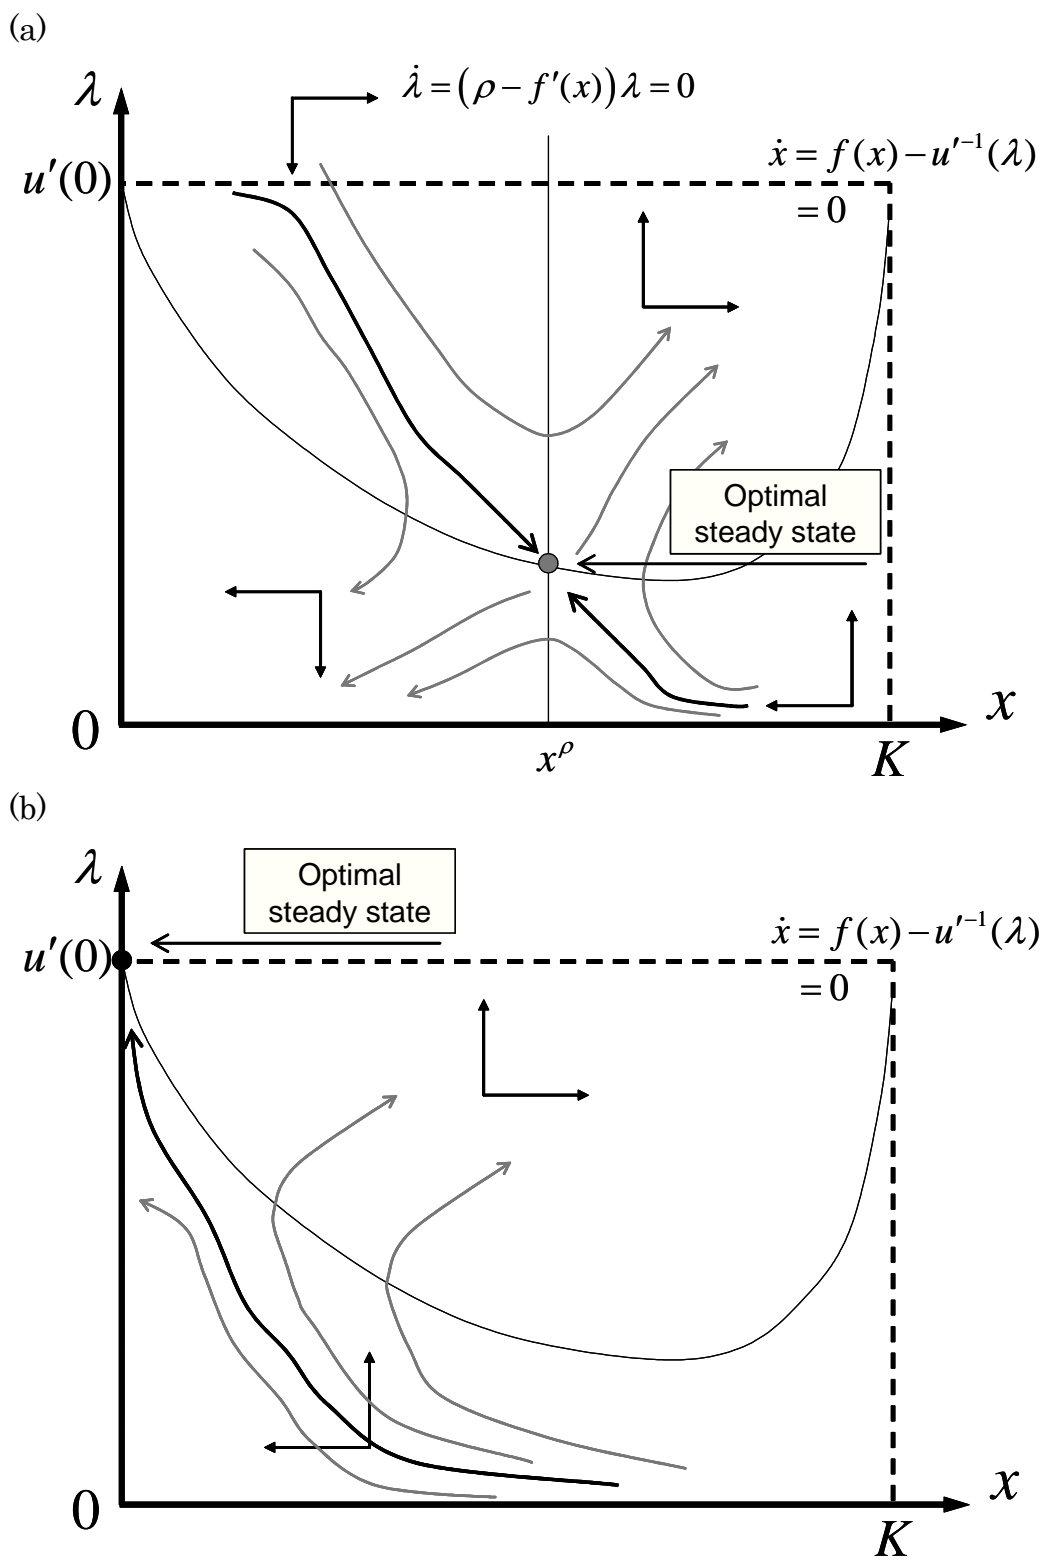 (a)
λ
λ̇ = (ρ − f′(x)) λ = 0
u′(0)
ẋ = f(x) − u′⁻¹(λ)
= 0
Optimal
steady state
0
x^ρ
K
x
(b)
λ
Optimal
steady state
u′(0)
ẋ = f(x) − u′⁻¹(λ)
= 0
0
K
x